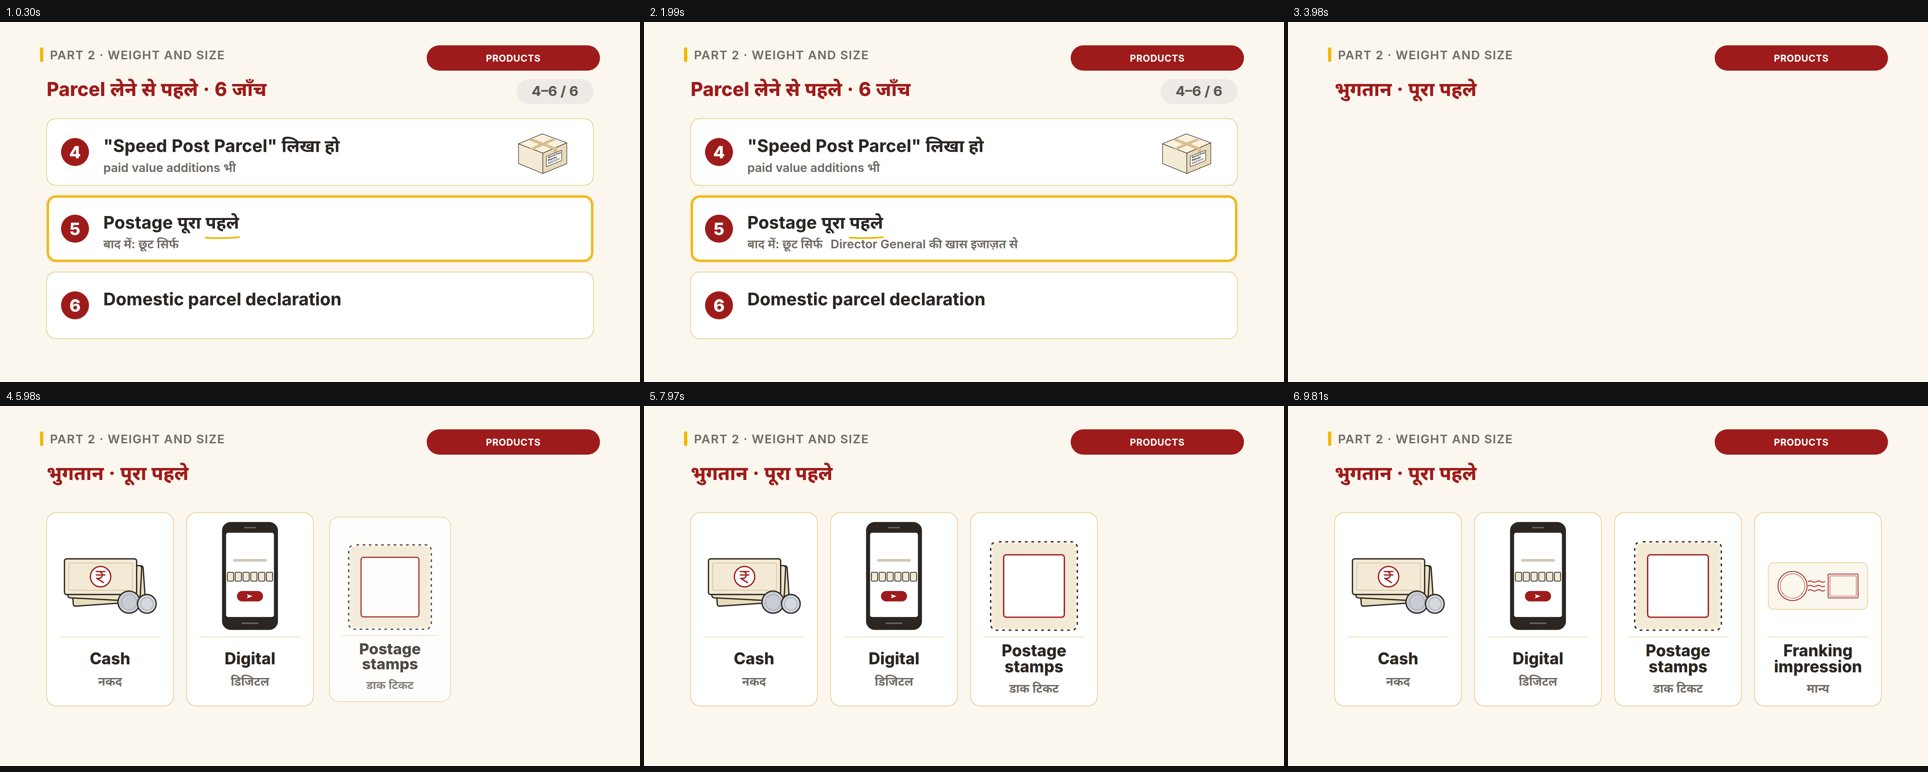 1. 0.30s
PART 2 · WEIGHT AND SIZE
PRODUCTS
Parcel लेने से पहले · 6 जाँच
4–6 / 6
4
"Speed Post Parcel" लिखा हो
paid value additions भी
5
Postage पूरा पहले
बाद में: छूट सिर्फ
6
Domestic parcel declaration
2. 1.99s
PART 2 · WEIGHT AND SIZE
PRODUCTS
Parcel लेने से पहले · 6 जाँच
4–6 / 6
4
"Speed Post Parcel" लिखा हो
paid value additions भी
5
Postage पूरा पहले
बाद में: छूट सिर्फ Director General की खास इजाज़त से
6
Domestic parcel declaration
3. 3.98s
PART 2 · WEIGHT AND SIZE
PRODUCTS
भुगतान · पूरा पहले
4. 5.98s
PART 2 · WEIGHT AND SIZE
PRODUCTS
भुगतान · पूरा पहले
₹
Cash
नकद
Digital
डिजिटल
Postage
stamps
डाक टिकट
5. 7.97s
PART 2 · WEIGHT AND SIZE
PRODUCTS
भुगतान · पूरा पहले
₹
Cash
नकद
Digital
डिजिटल
Postage
stamps
डाक टिकट
6. 9.81s
PART 2 · WEIGHT AND SIZE
PRODUCTS
भुगतान · पूरा पहले
₹
Cash
नकद
Digital
डिजिटल
Postage
stamps
डाक टिकट
Franking
impression
मान्य